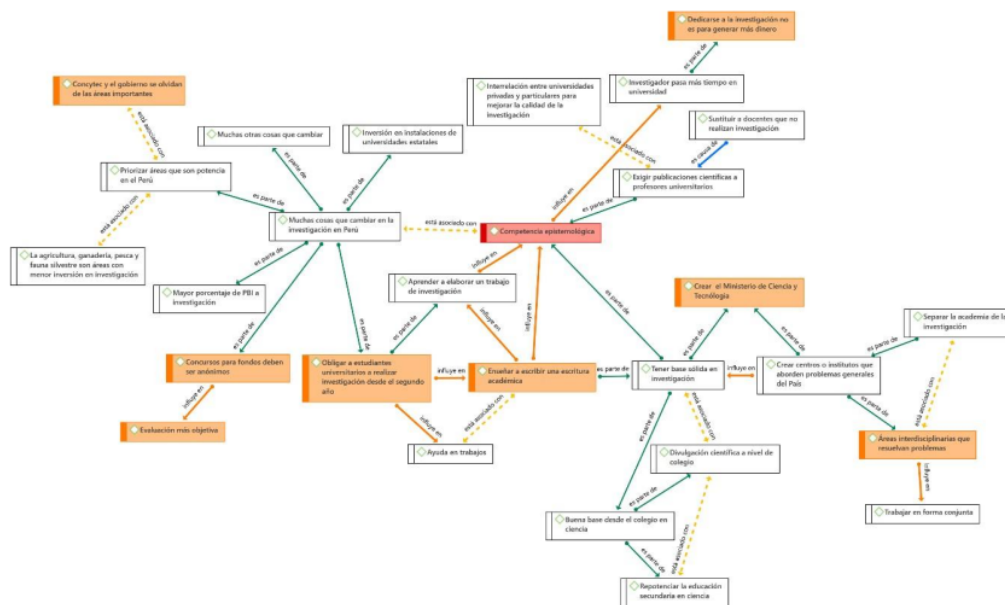 Dedicarse a la investigación no
es para generar más dinero
es parte de
Concytec y el gobierno se olvidan
de las áreas importantes
Interrelación entre universidades
privadas y particulares para
mejorar la calidad de la
investigación
Investigador pasa más tiempo en
universidad
está asociado con
Muchas otras cosas que cambiar
Inversión en instalaciones de
universidades estatales
Sustituir a docentes que no
realizan investigación
está asociado con
es causa de
Priorizar áreas que son potencia
en el Perú
es parte de
es parte de
influye en
Exigir publicaciones científicas a
profesores universitarios
es parte de
es parte de
está asociado con
Muchas cosas que cambiar en la
investigación en Perú
está asociado con
Competencia epistemológica
La agricultura, ganadería, pesca y
fauna silvestre son áreas con
menor inversión en investigación
es parte de
influye en
Aprender a elaborar un trabajo
de investigación
Mayor porcentaje de PBI a
investigación
es parte de
Crear el Ministerio de Ciencia y
Tecnólogia
Separar la academia de la
investigación
es parte de
es parte de
es parte de
influye en
influye en
es parte de
es parte de
es parte de
Concursos para fondos deben
ser anónimos
Obligar a estudiantes
universitarios a realizar
investigación desde el segundo
año
influye en
Enseñar a escribir una escritura
académica
es parte de
Tener base sólida en
investigación
influye en
Crear centros o institutos que
aborden problemas generales
del País
influye en
influye en
está asociado con
está asociado con
es parte de
está asociado con
Evaluación más objetiva
Ayuda en trabajos
es parte de
Divulgación científica a nivel de
colegio
Áreas interdisciplinarias que
resuelvan problemas
es parte de
influye en
Buena base desde el colegio en
ciencia
Trabajar en forma conjunta
es parte de
está asociado con
Repotenciar la educación
secundaria en ciencia